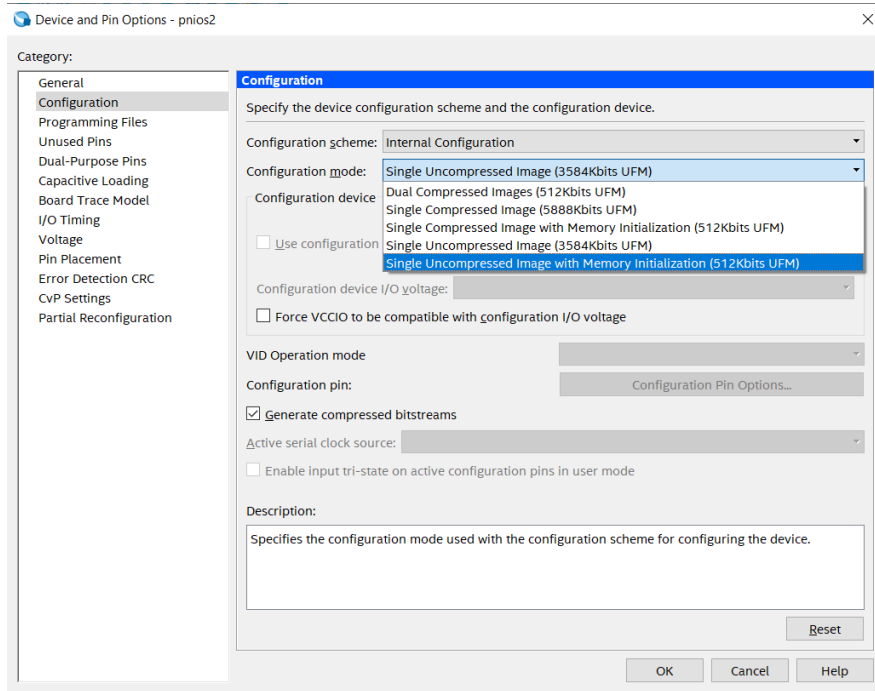 Device and Pin Options - pnios2
Category:
General
Configuration
Programming Files
Unused Pins
Dual-Purpose Pins
Capacitive Loading
Board Trace Model
I/O Timing
Voltage
Pin Placement
Error Detection CRC
CvP Settings
Partial Reconfiguration
Configuration
Specify the device configuration scheme and the configuration device.
Configuration scheme: Internal Configuration
Configuration mode: Single Uncompressed Image (3584Kbits UFM)
Dual Compressed Images (512Kbits UFM)
Configuration device
Single Compressed Image (5888Kbits UFM)
Single Compressed Image with Memory Initialization (512Kbits UFM)
Use configuration
Single Uncompressed Image (3584Kbits UFM)
Single Uncompressed Image with Memory Initialization (512Kbits UFM)
Configuration device I/O voltage:
Force VCCIO to be compatible with configuration I/O voltage
VID Operation mode
Configuration pin: Configuration Pin Options...
Generate compressed bitstreams
Active serial clock source:
Enable input tri-state on active configuration pins in user mode
Description:
Specifies the configuration mode used with the configuration scheme for configuring the device.
Reset
OK Cancel Help